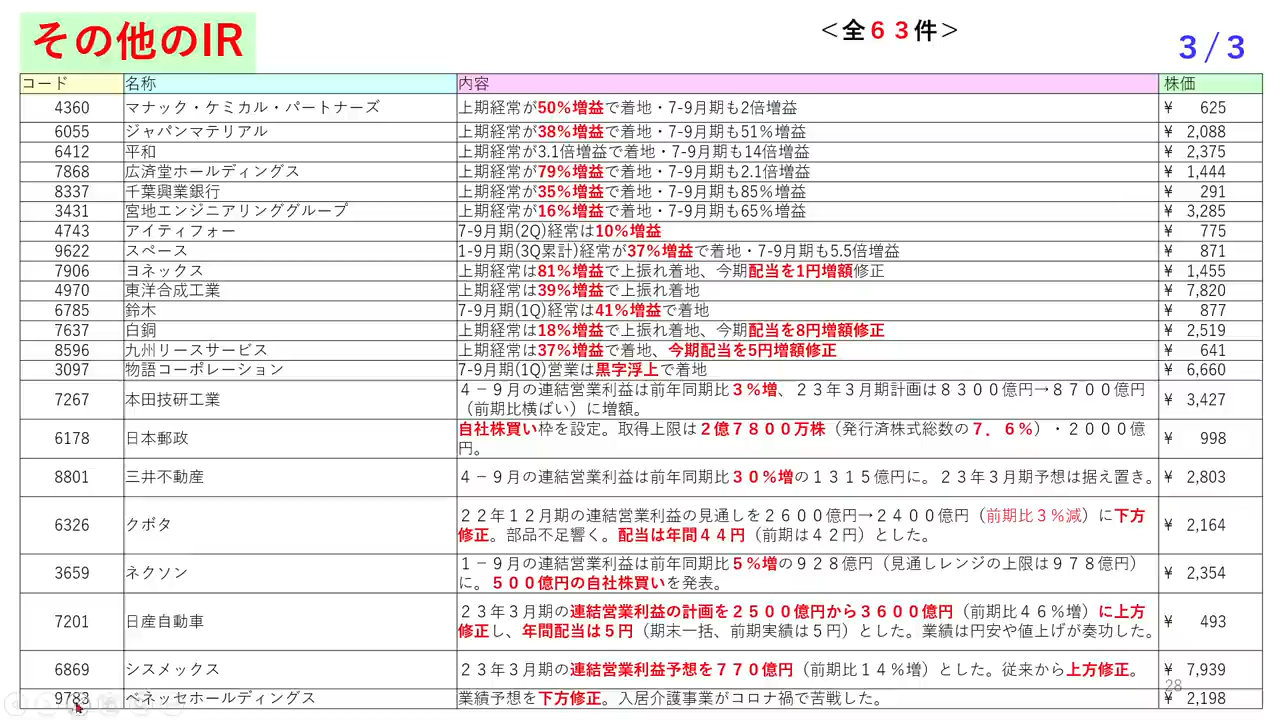 その他のIR
＜全６３件＞
３/３
コード 名称 内容 株価
4360 マナック・ケミカル・パートナーズ 上期経常が50%増益で着地・7-9月期も2倍増益 ¥ 625
6055 ジャパンマテリアル 上期経常が38%増益で着地・7-9月期も51%増益 ¥ 2,088
6412 平和 上期経常が3.1倍増益で着地・7-9月期も14倍増益 ¥ 2,375
7868 広済堂ホールディングス 上期経常が79%増益で着地・7-9月期も2.1倍増益 ¥ 1,444
8337 千葉興業銀行 上期経常が35%増益で着地・7-9月期も85%増益 ¥ 291
3431 宮地エンジニアリンググループ 上期経常が16%増益で着地・7-9月期も65%増益 ¥ 3,285
4743 アイティフォー 7-9月期(2Q)経常は10%増益 ¥ 775
9622 スペース 1-9月期(3Q累計)経常が37%増益で着地・7-9月期も5.5倍増益 ¥ 871
7906 ヨネックス 上期経常は81%増益で上振れ着地、今期配当を1円増額修正 ¥ 1,455
4970 東洋合成工業 上期経常は39%増益で上振れ着地 ¥ 7,820
6785 鈴木 7-9月期(1Q)経常は41%増益で着地 ¥ 877
7637 白銅 上期経常は18%増益で上振れ着地、今期配当を8円増額修正 ¥ 2,519
8596 九州リースサービス 上期経常は37%増益で着地、今期配当を5円増額修正 ¥ 641
3097 物語コーポレーション 7-9月期(1Q)営業は黒字浮上で着地 ¥ 6,660
7267 本田技研工業 ４－９月の連結営業利益は前年同期比３%増、２３年３月期計画は８３００億円→８７００億円
（前期比横ばい）に増額。 ¥ 3,427
6178 日本郵政 自社株買い枠を設定。取得上限は２億７８００万株（発行済株式総数の７．６%）・２０００億
円。 ¥ 998
8801 三井不動産 ４－９月の連結営業利益は前年同期比３０%増の１３１５億円に。２３年３月期予想は据え置き。 ¥ 2,803
6326 クボタ ２２年１２月期の連結営業利益の見通しを２６００億円→２４００億円（前期比３%減）に下方
修正。部品不足響く。配当は年間４４円（前期は４２円）とした。 ¥ 2,164
3659 ネクソン １－９月の連結営業利益は前年同期比５%増の９２８億円（見通しレンジの上限は９７８億円）
に。５００億円の自社株買いを発表。 ¥ 2,354
7201 日産自動車 ２３年３月期の連結営業利益の計画を２５００億円から３６００億円（前期比４６%増）に上方
修正し、年間配当は５円（期末一括、前期実績は５円）とした。業績は円安や値上げが奏功した。 ¥ 493
6869 シスメックス ２３年３月期の連結営業利益予想を７７０億円（前期比１４%増）とした。従来から上方修正。 ¥ 7,939
28
9783 ベネッセホールディングス 業績予想を下方修正。入居介護事業がコロナ禍で苦戦した。 ¥ 2,198